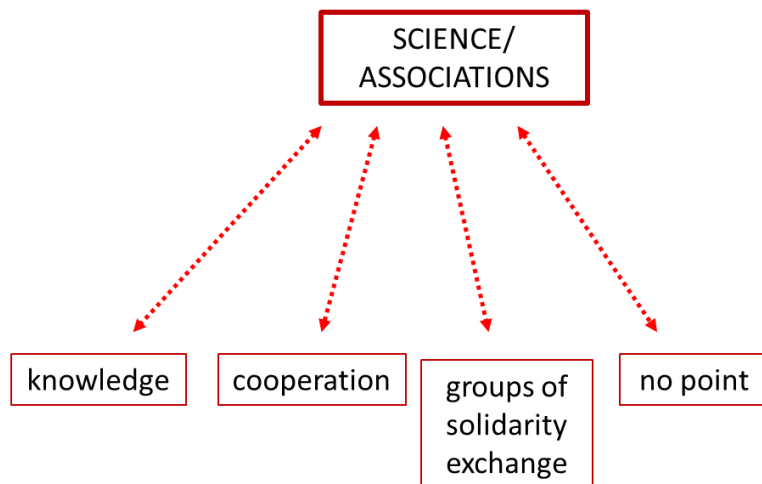 SCIENCE/
ASSOCIATIONS
knowledge
cooperation
groups of
solidarity
exchange
no point